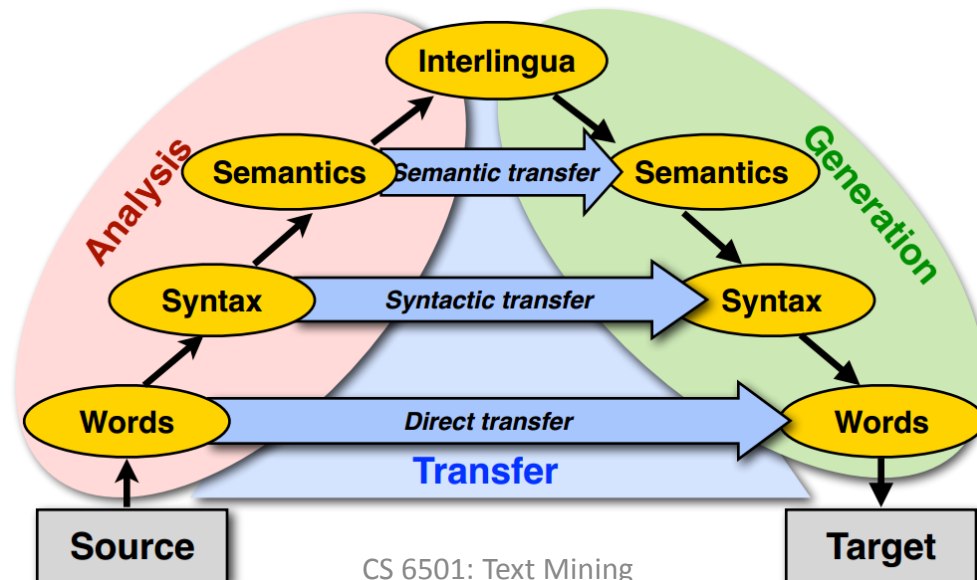 Interlingua
Analysis
Generation
Semantics
Semantic transfer
Semantics
Syntax
Syntactic transfer
Syntax
Words
Direct transfer
Words
Transfer
Source
Target
CS 6501: Text Mining